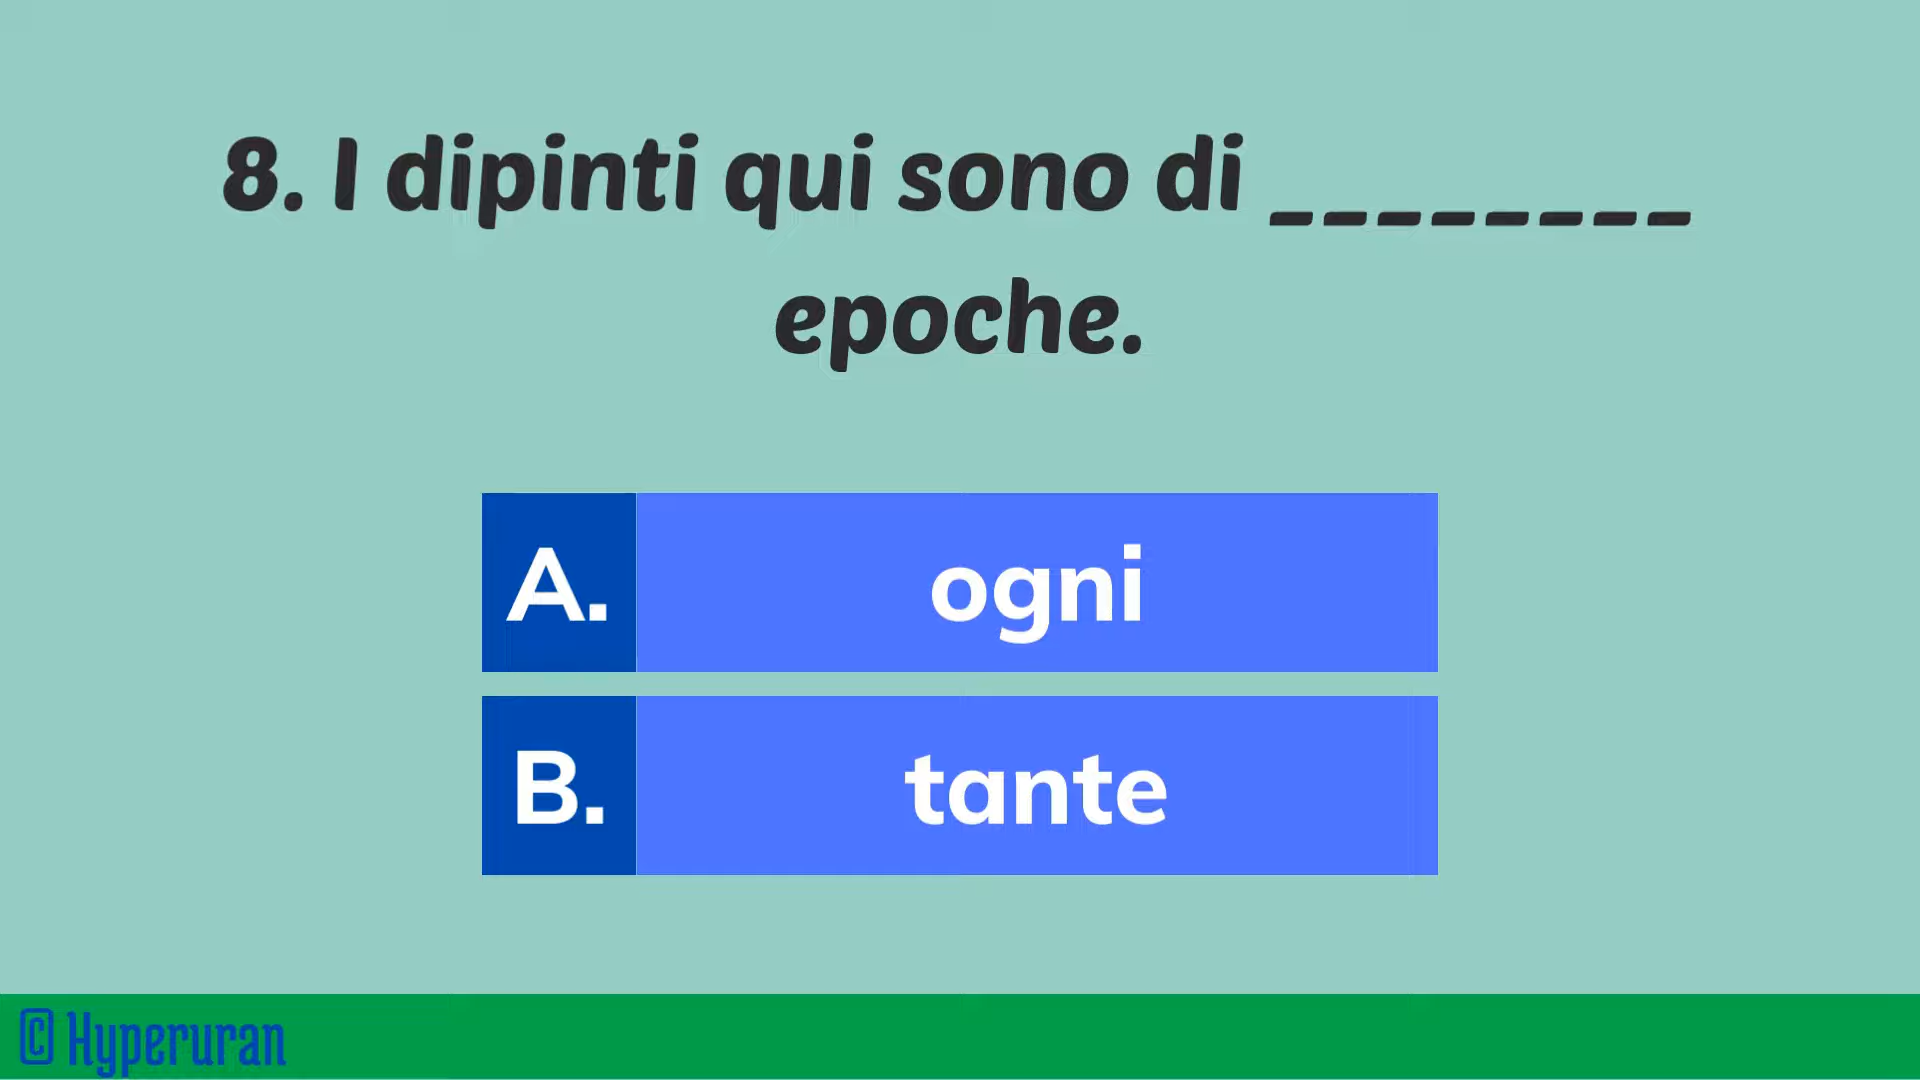 8. I dipinti qui sono di ________
epoche.
A. ogni
B. tante
© Hyperuran